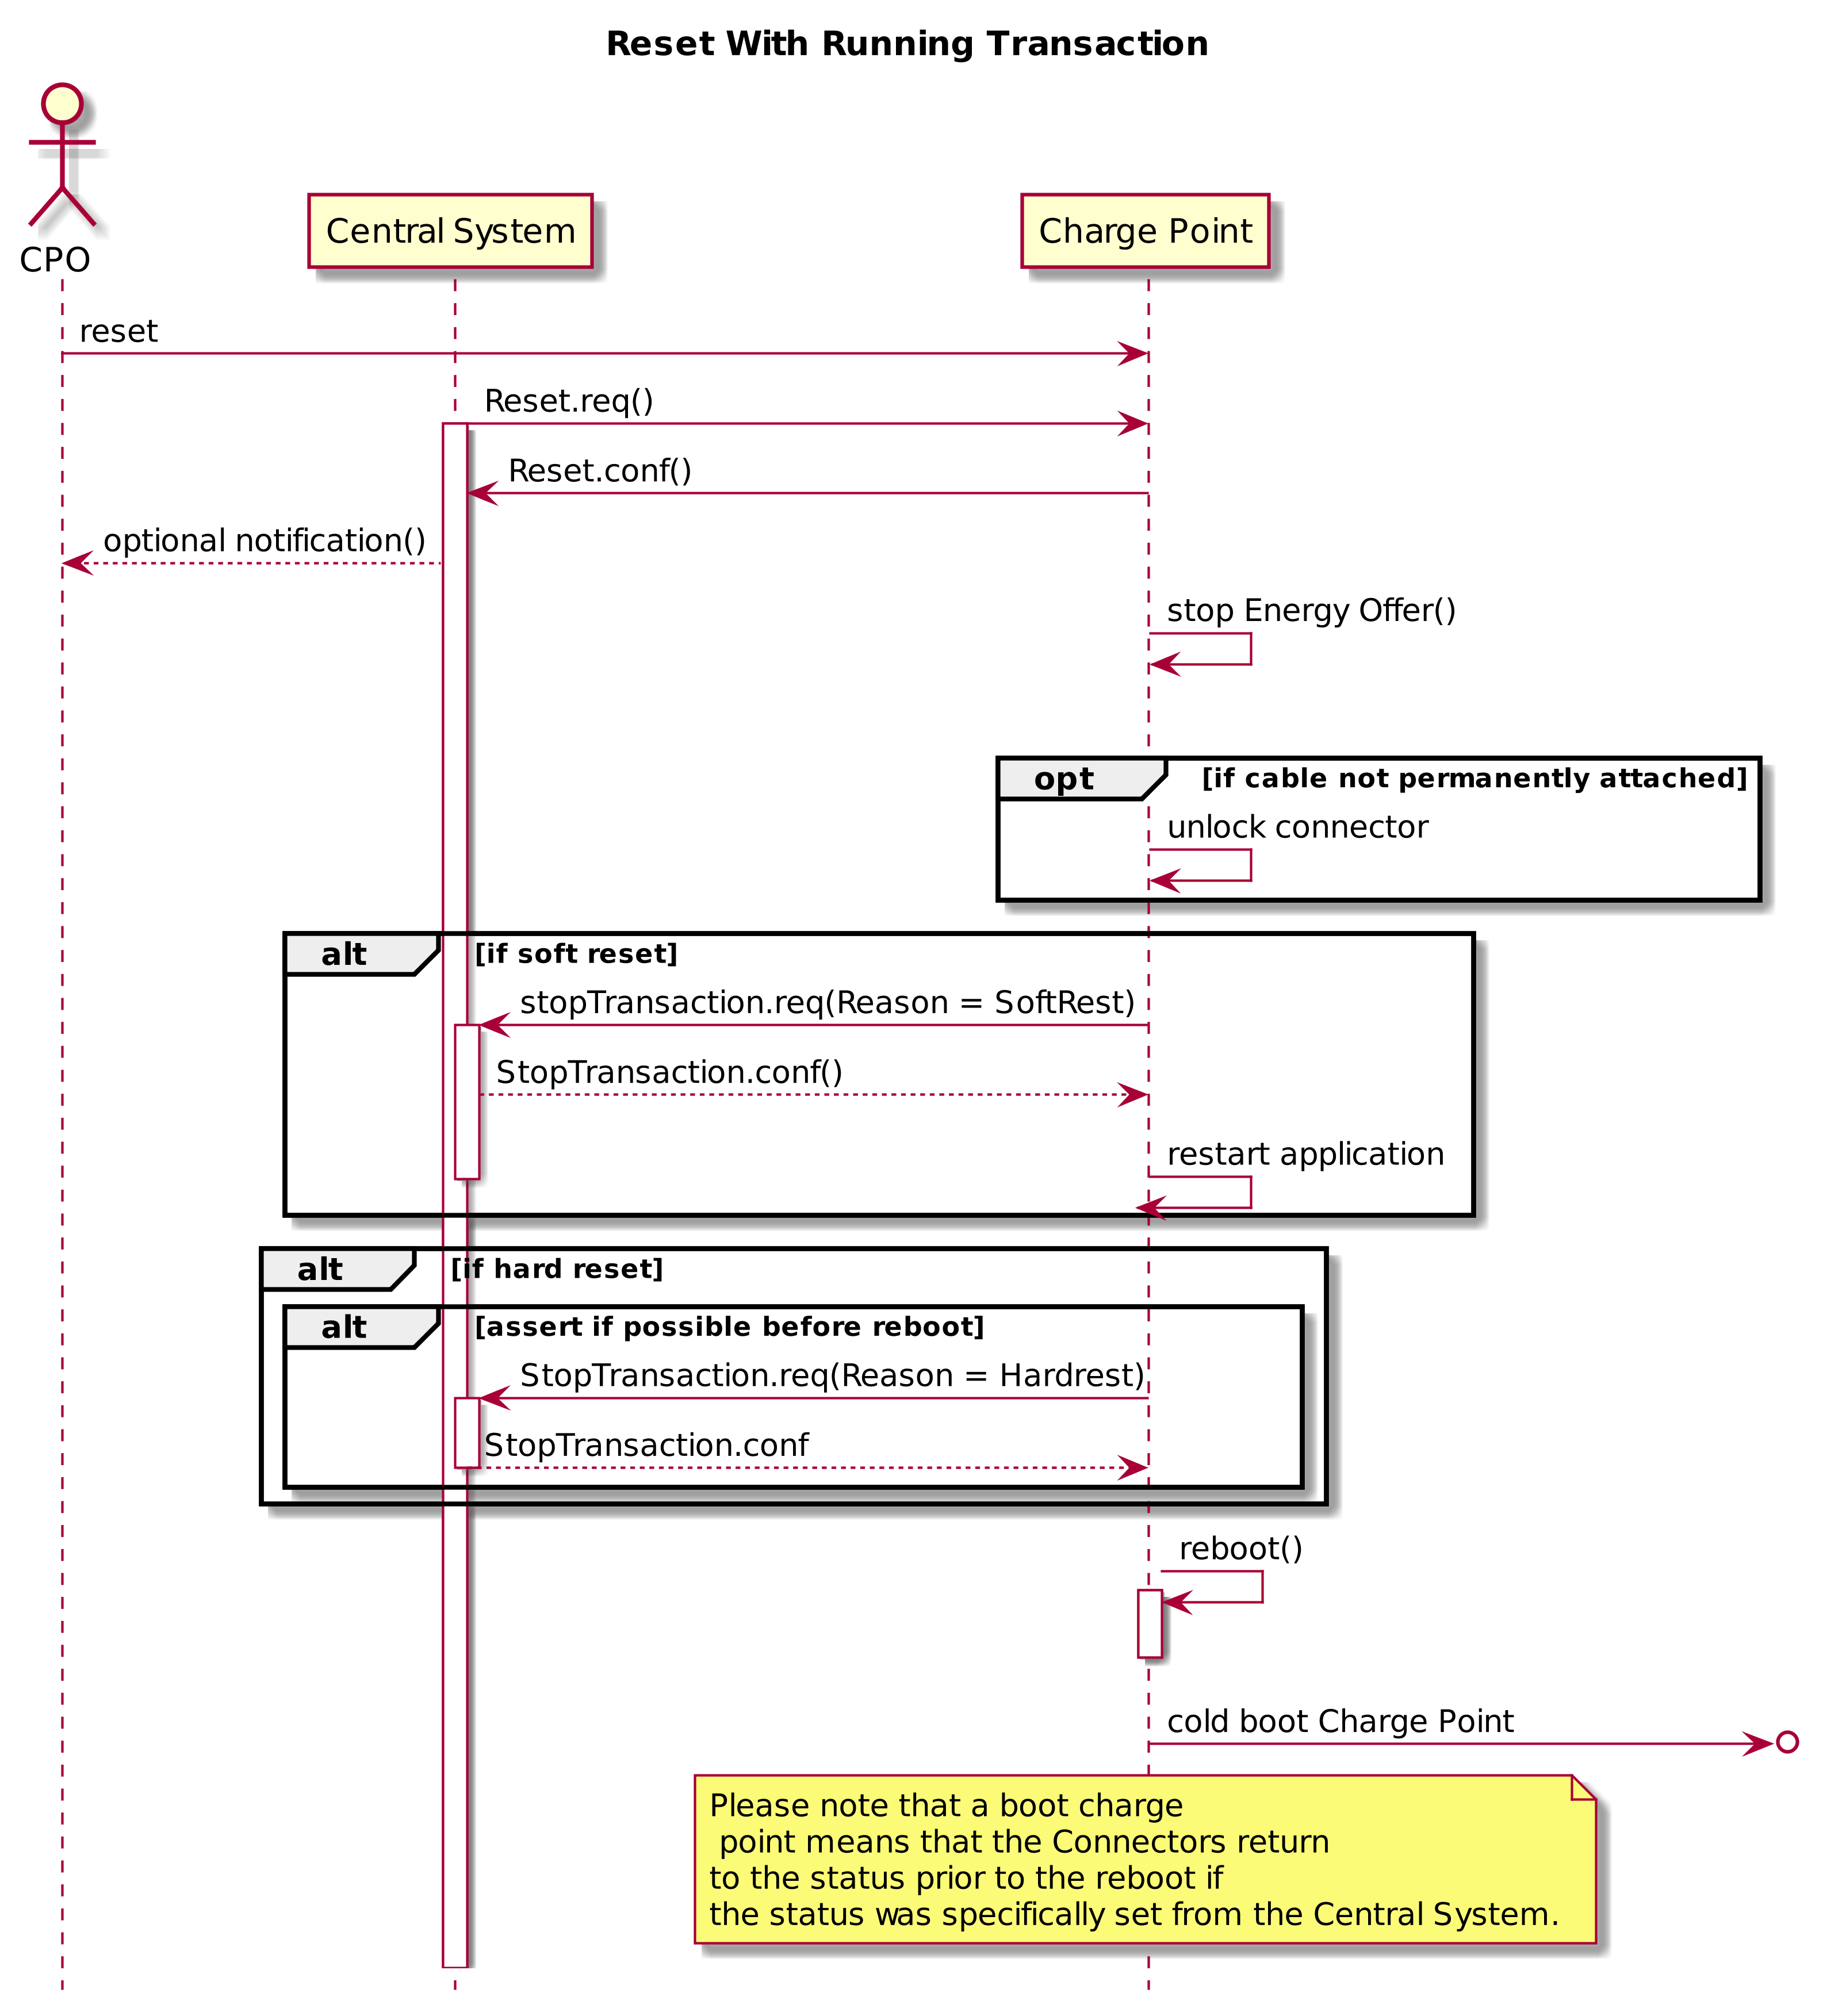 Reset With Running Transaction
CPO
Central System
Charge Point
reset
Reset.req()
Reset.conf()
optional notification()
stop Energy Offer()
opt [if cable not permanently attached]
unlock connector
alt [if soft reset]
stopTransaction.req(Reason = SoftRest)
StopTransaction.conf()
restart application
alt [if hard reset]
alt [assert if possible before reboot]
StopTransaction.req(Reason = Hardrest)
StopTransaction.conf
reboot()
cold boot Charge Point
Please note that a boot charge
point means that the Connectors return
to the status prior to the reboot if
the status was specifically set from the Central System.